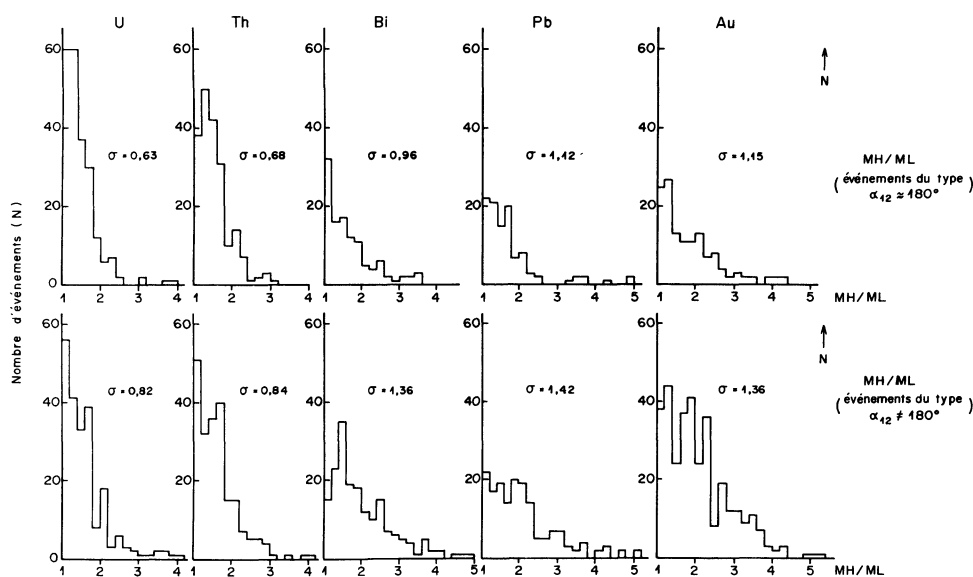 U Th Bi Pb Au
60 60 60 60 60
N
40 40 40 40 40
σ = 0,63 σ = 0,68 σ = 0,96 σ = 1,12 σ = 1,15
MH/ML
(événements du type
α12 ≈ 180°)
20 20 20 20 20
0 0 0 0 0
1 2 3 4 1 2 3 1 2 3 4 1 2 3 4 5 1 2 3 4 5 MH/ML
Nombre d'événements (N)
60 60 60 60 60
N
40 40 40 40 40
σ = 0,82 σ = 0,84 σ = 1,36 σ = 1,42 σ = 1,36
MH/ML
(événements du type
α12 ≠ 180°)
20 20 20 20 20
0 0 0 0 0
1 2 3 4 1 2 3 4 1 2 3 4 5 1 2 3 4 5 1 2 3 4 5 MH/ML